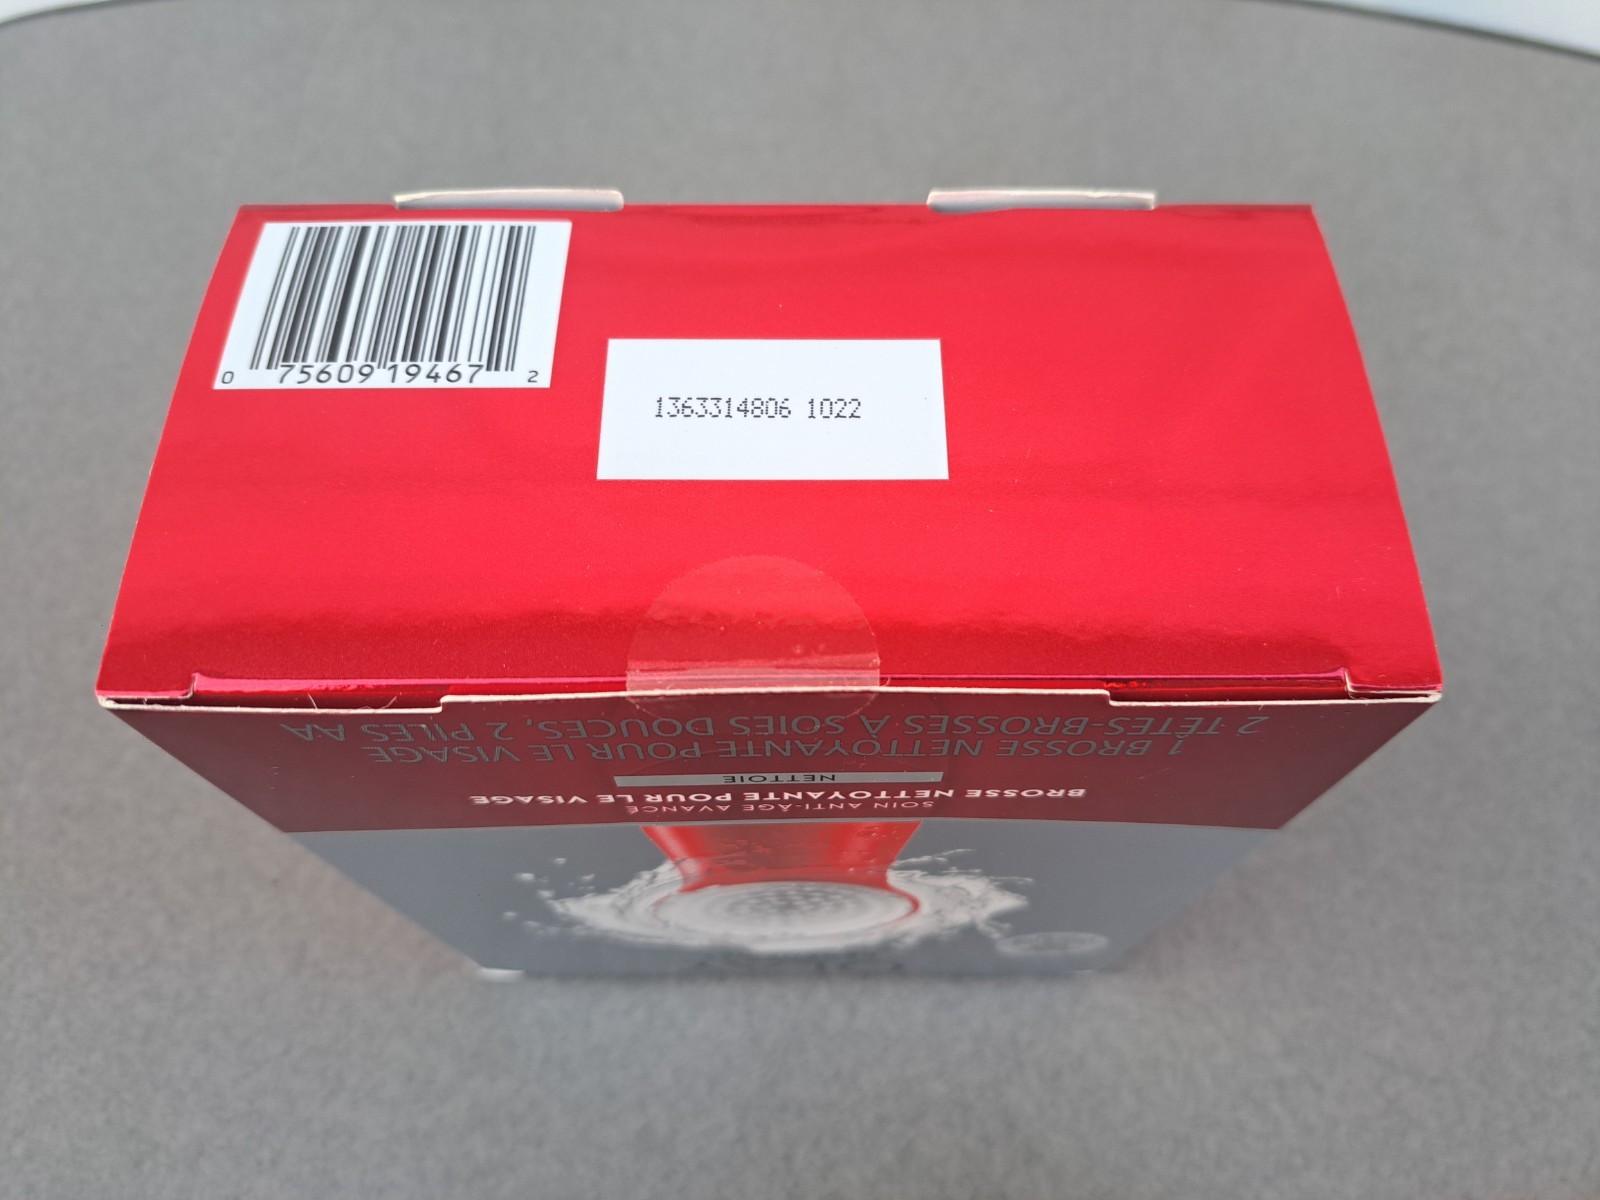 0 75609 19467 2
1363314806 1022
SOIN ANTI-ÂGE AVANCÉ
BROSSE NETTOYANTE POUR LE VISAGE
NETTOIE
1 BROSSE NETTOYANTE POUR LE VISAGE
2 TÊTES-BROSSES À SOIES DOUCES, 2 PILES AA